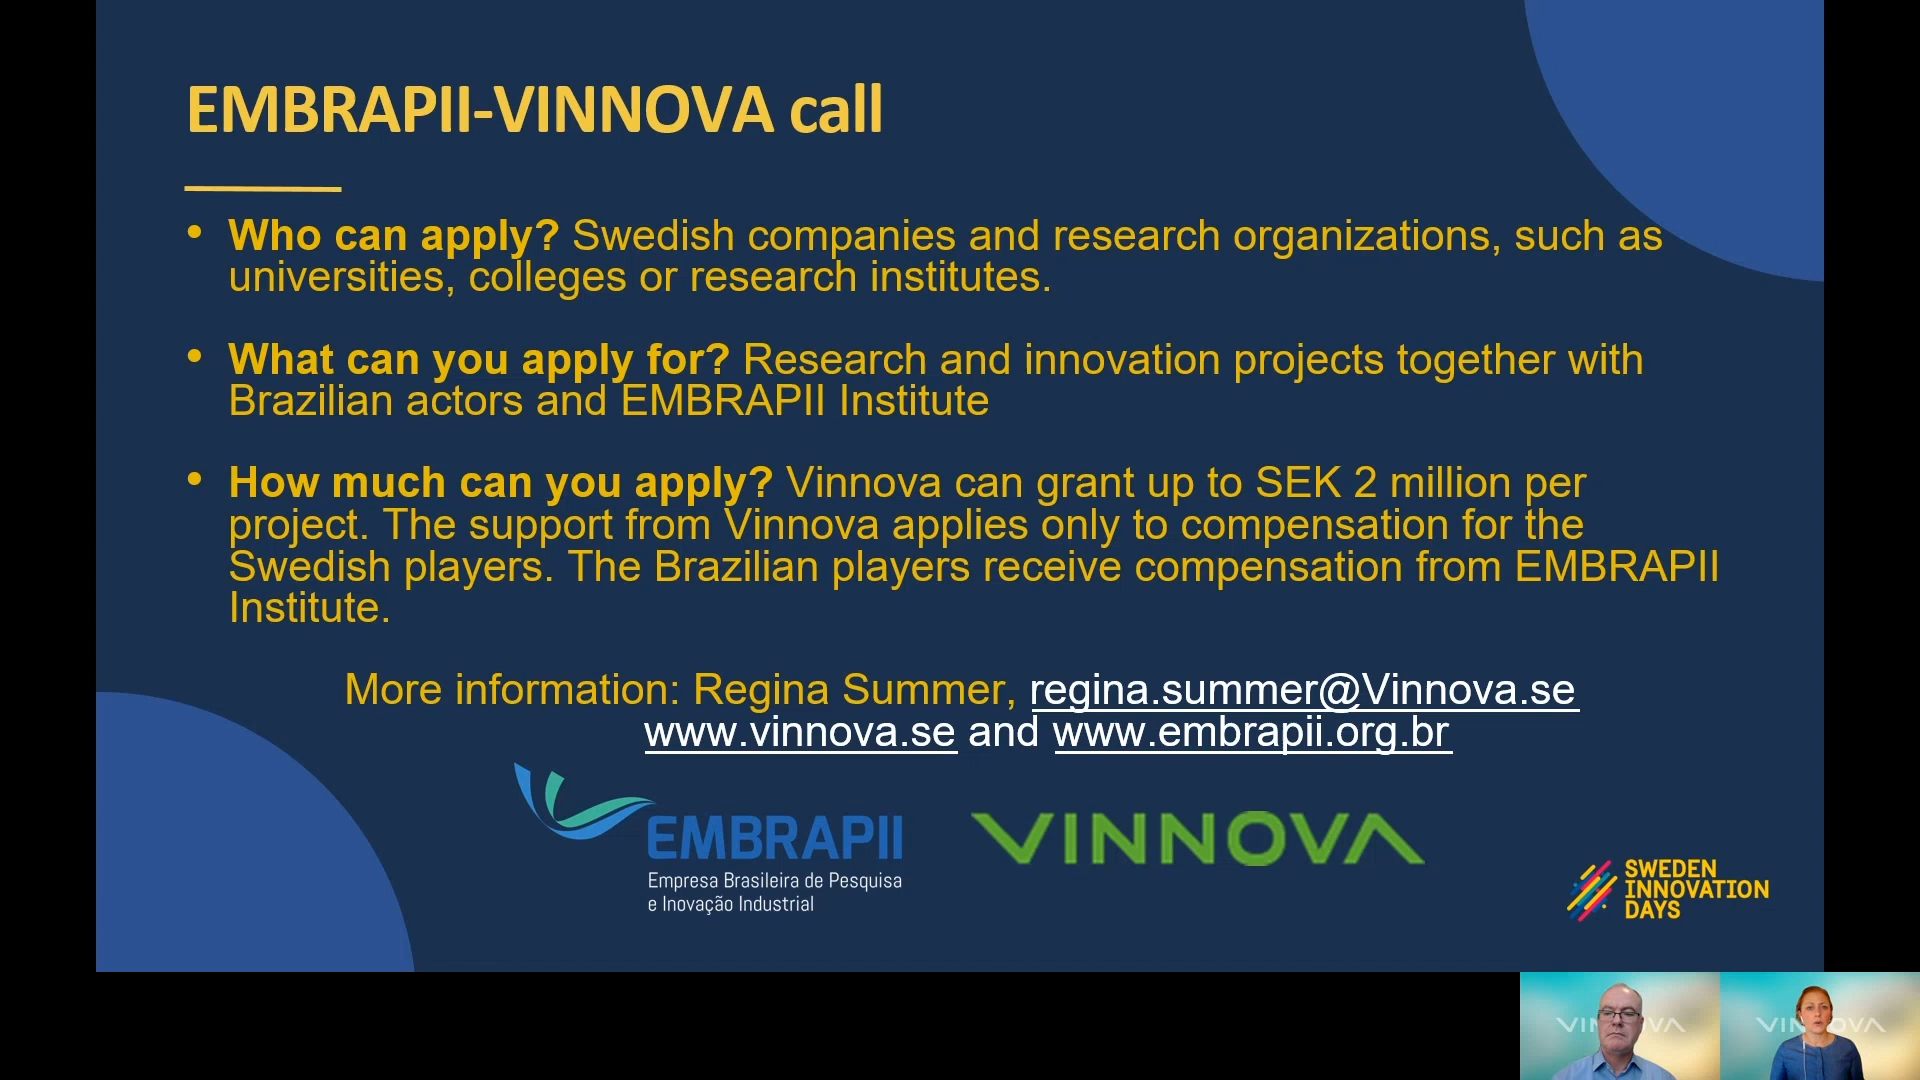 EMBRAPII-VINNOVA call
• Who can apply? Swedish companies and research organizations, such as
universities, colleges or research institutes.
• What can you apply for? Research and innovation projects together with
Brazilian actors and EMBRAPII Institute
• How much can you apply? Vinnova can grant up to SEK 2 million per
project. The support from Vinnova applies only to compensation for the
Swedish players. The Brazilian players receive compensation from EMBRAPII
Institute.
More information: Regina Summer, regina.summer@Vinnova.se
www.vinnova.se and www.embrapii.org.br
EMBRAPII
Empresa Brasileira de Pesquisa
e Inovação Industrial
VINNOVA
SWEDEN
INNOVATION
DAYS